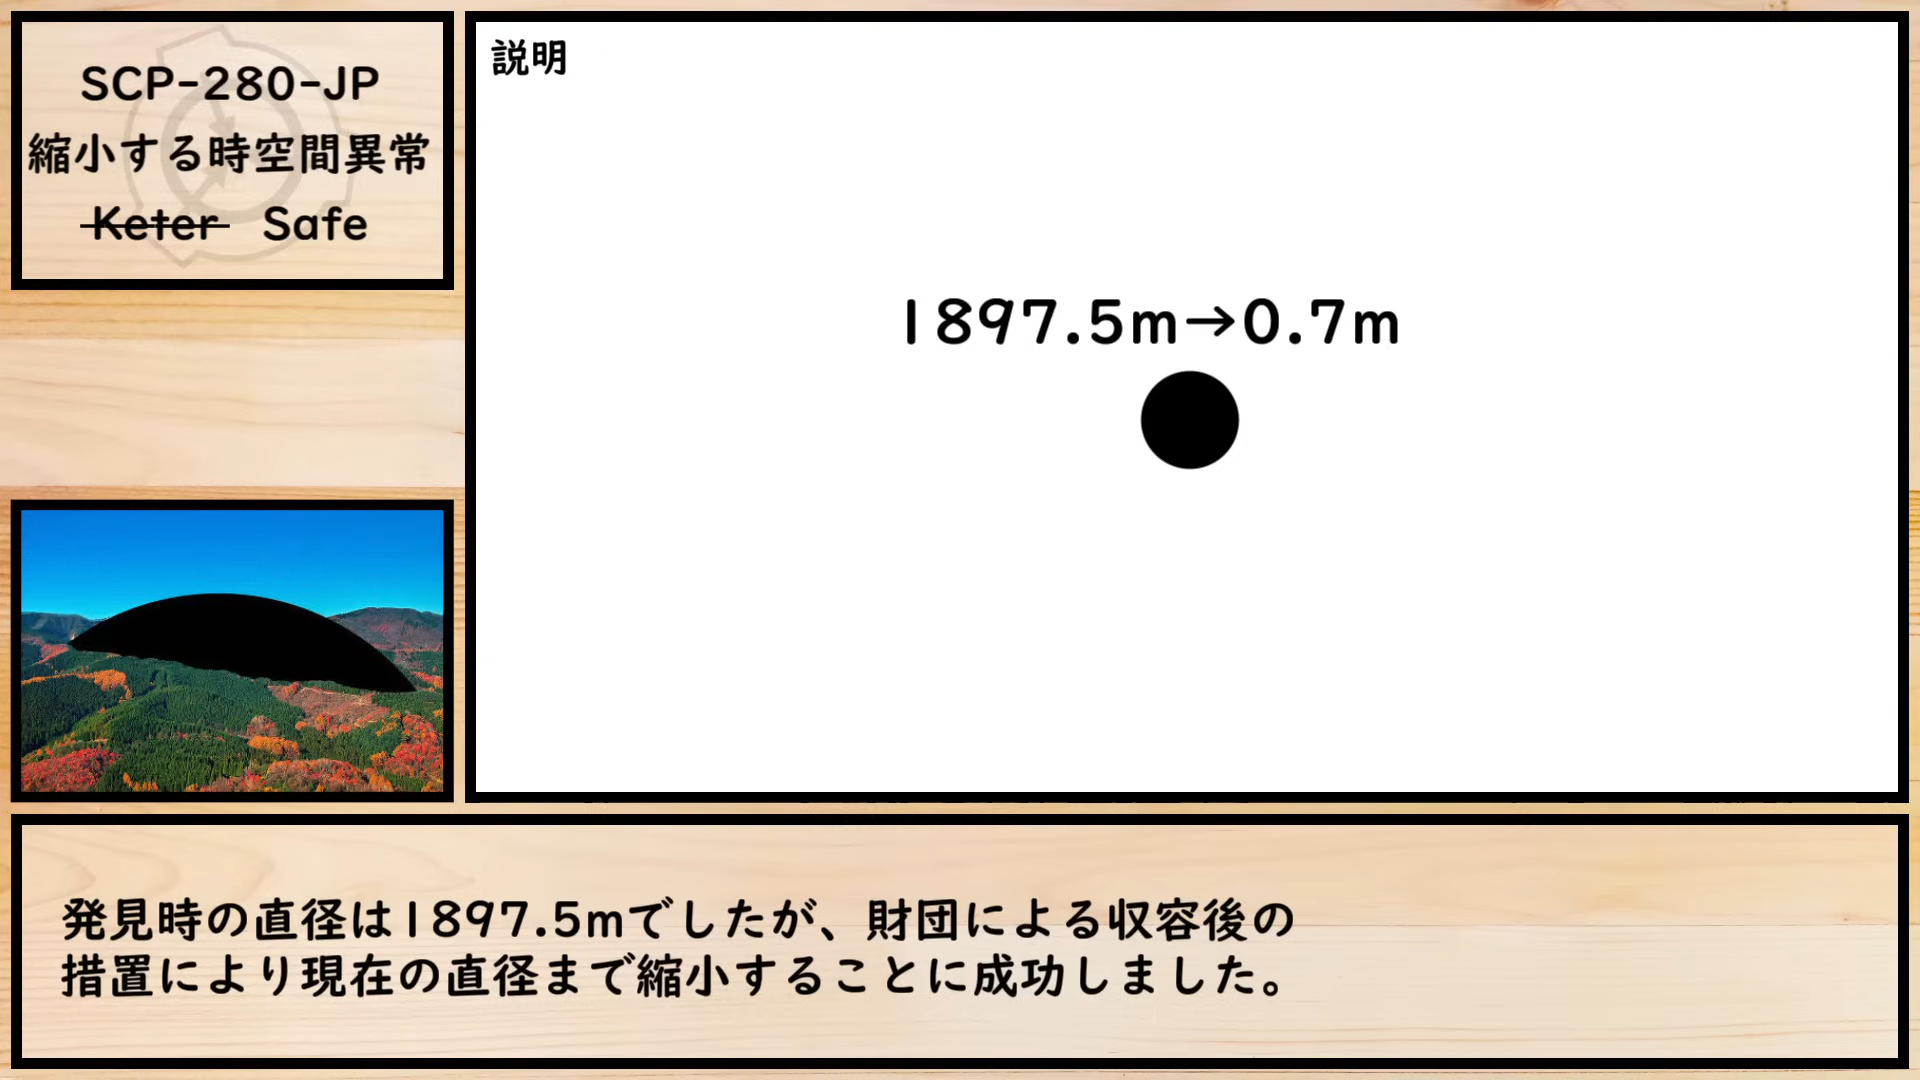 SCP-280-JP
縮小する時空間異常
Keter Safe
説明
1897.5m→0.7m
発見時の直径は1897.5mでしたが、財団による収容後の
措置により現在の直径まで縮小することに成功しました。